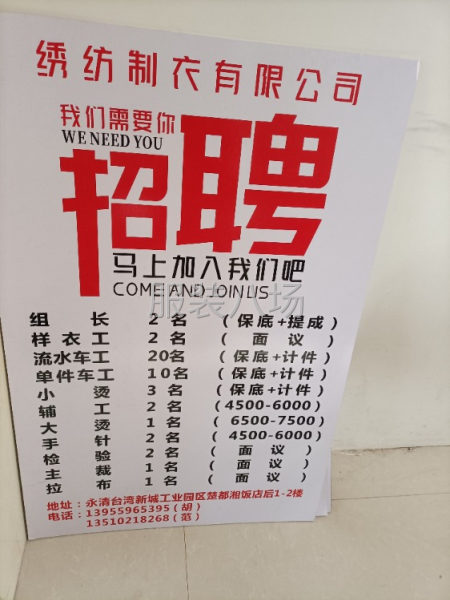 绣纺制衣有限公司
我们需要你
WE NEED YOU
招聘
马上加入我们吧
COME AND JOIN US
服装八场
组长 2名 (保底+提成)
样衣工 2名 (面议)
流水车工 20名 (保底+计件)
单件车工 10名 (保底+计件)
小烫 3名 (保底+计件)
辅工 2名 (4500-6000)
大烫 1名 (6500-7500)
手针 2名 (4500-6000)
检验 2名 (面议)
主裁 1名 (面议)
拉布 1名 (面议)
地址：永清台湾新城工业园区楚都湘饭店后1-2楼
电话：13955965395(胡)
13510218268(范)